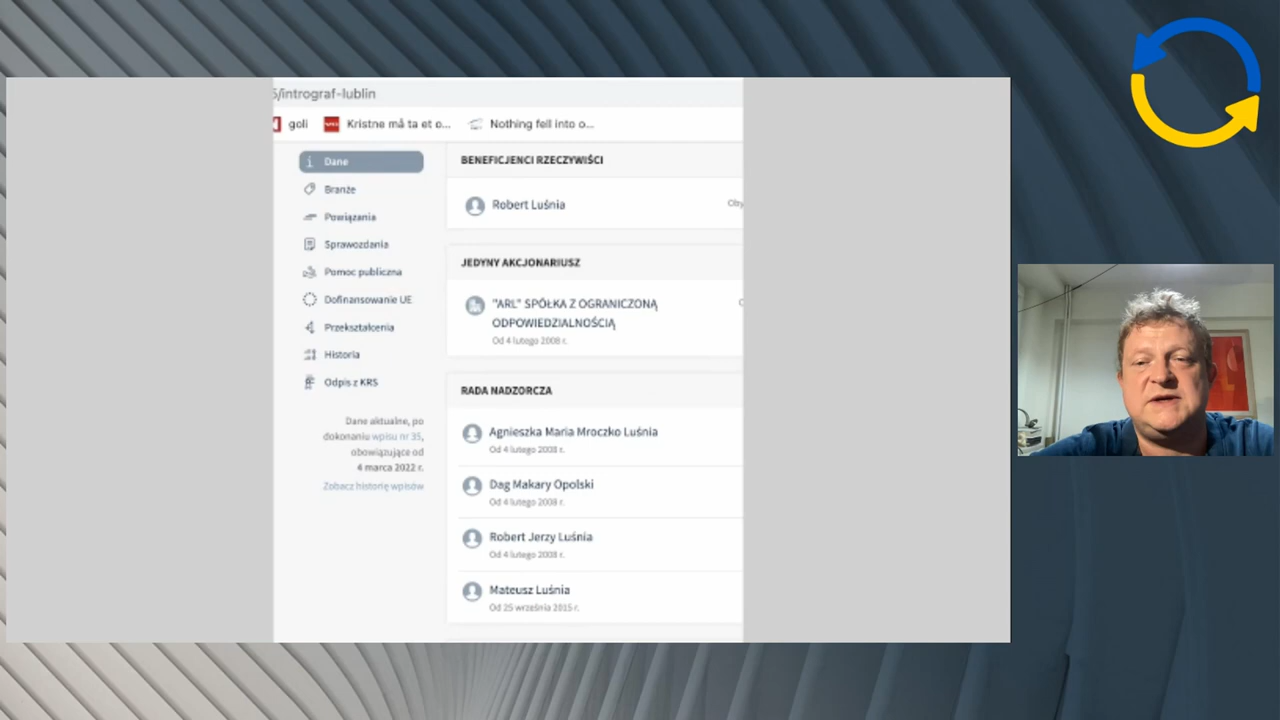 5/intrograf-lublin
goli
Kristne må ta et o...
Nothing fell into o...
Dane
Branże
Powiązania
Sprawozdania
Pomoc publiczna
Dofinansowanie UE
Przekształcenia
Historia
Odpis z KRS
Dane aktualne, po
dokonaniu wpisu nr 35,
obowiązujące od
4 marca 2022 r.
Zobacz historię wpisów
BENEFICJENCI RZECZYWIŚCI
Robert Luśnia
Oby
JEDYNY AKCJONARIUSZ
"ARL" SPÓŁKA Z OGRANICZONĄ
ODPOWIEDZIALNOŚCIĄ
Od 4 lutego 2008 r.
RADA NADZORCZA
Agnieszka Maria Mroczko Luśnia
Od 4 lutego 2008 r.
Dag Makary Opolski
Od 4 lutego 2008 r.
Robert Jerzy Luśnia
Od 4 lutego 2008 r.
Mateusz Luśnia
Od 25 września 2015 r.